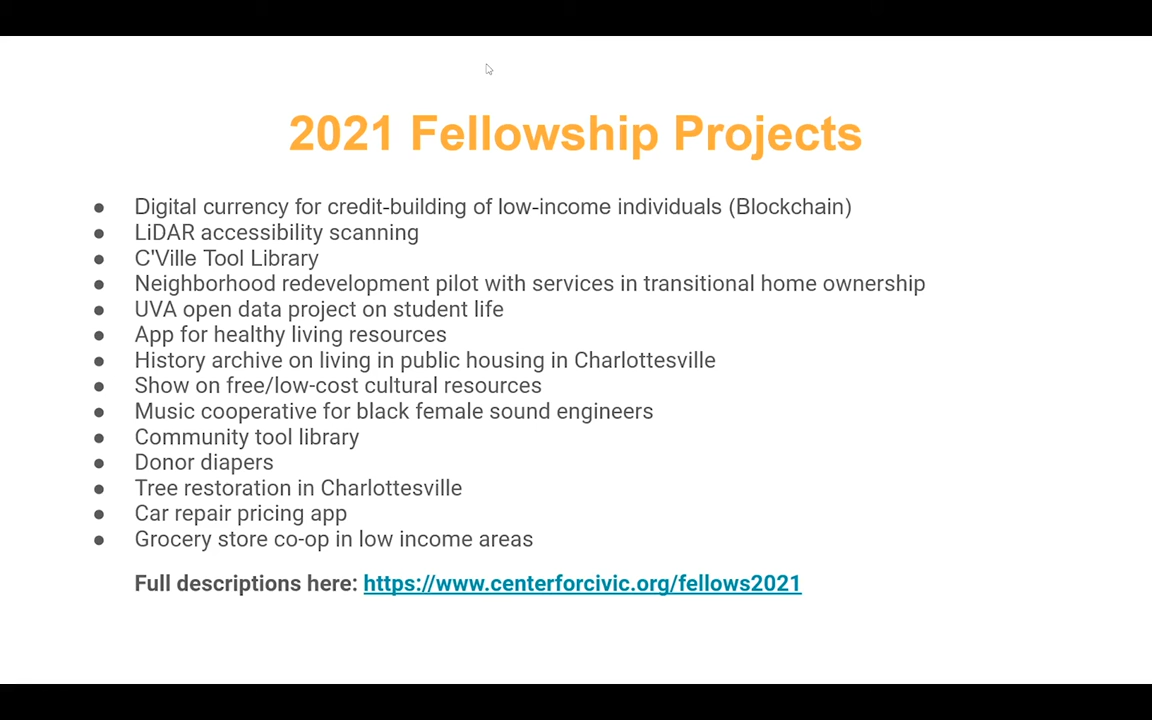 2021 Fellowship Projects
● Digital currency for credit-building of low-income individuals (Blockchain)
● LiDAR accessibility scanning
● C'Ville Tool Library
● Neighborhood redevelopment pilot with services in transitional home ownership
● UVA open data project on student life
● App for healthy living resources
● History archive on living in public housing in Charlottesville
● Show on free/low-cost cultural resources
● Music cooperative for black female sound engineers
● Community tool library
● Donor diapers
● Tree restoration in Charlottesville
● Car repair pricing app
● Grocery store co-op in low income areas
Full descriptions here: https://www.centerforcivic.org/fellows2021